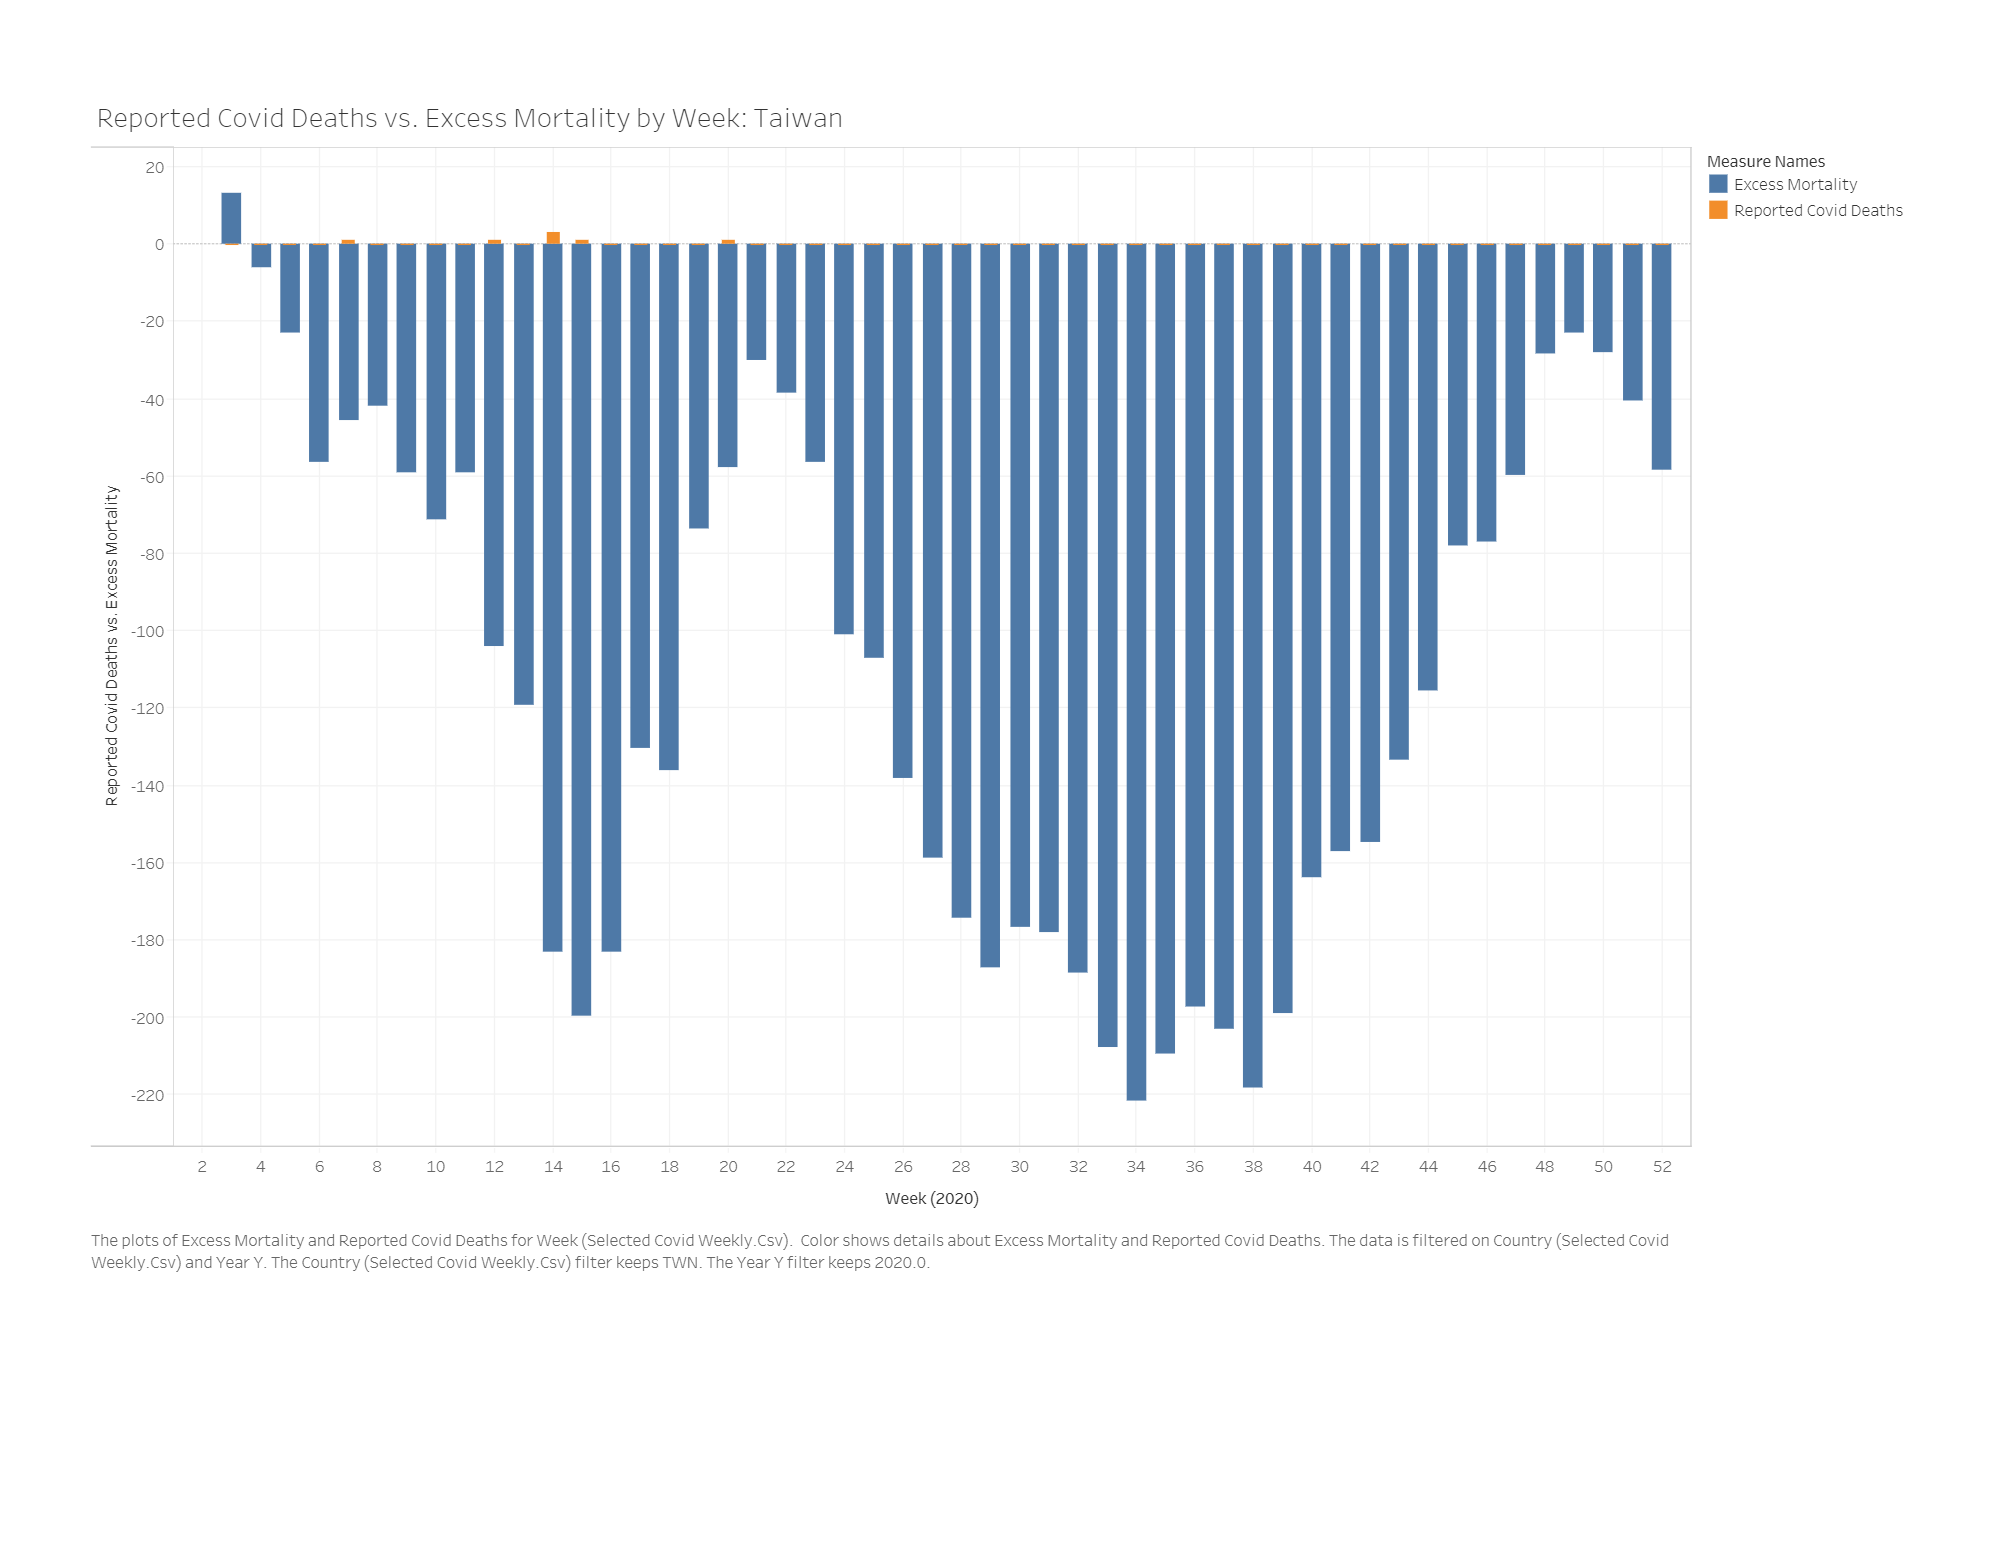 Reported Covid Deaths vs. Excess Mortality by Week: Taiwan
Measure Names
Excess Mortality
Reported Covid Deaths
Reported Covid Deaths vs. Excess Mortality
20
0
-20
-40
-60
-80
-100
-120
-140
-160
-180
-200
-220
2 4 6 8 10 12 14 16 18 20 22 24 26 28 30 32 34 36 38 40 42 44 46 48 50 52
Week (2020)
The plots of Excess Mortality and Reported Covid Deaths for Week (Selected Covid Weekly.Csv).  Color shows details about Excess Mortality and Reported Covid Deaths. The data is filtered on Country (Selected Covid
Weekly.Csv) and Year Y. The Country (Selected Covid Weekly.Csv) filter keeps TWN. The Year Y filter keeps 2020.0.